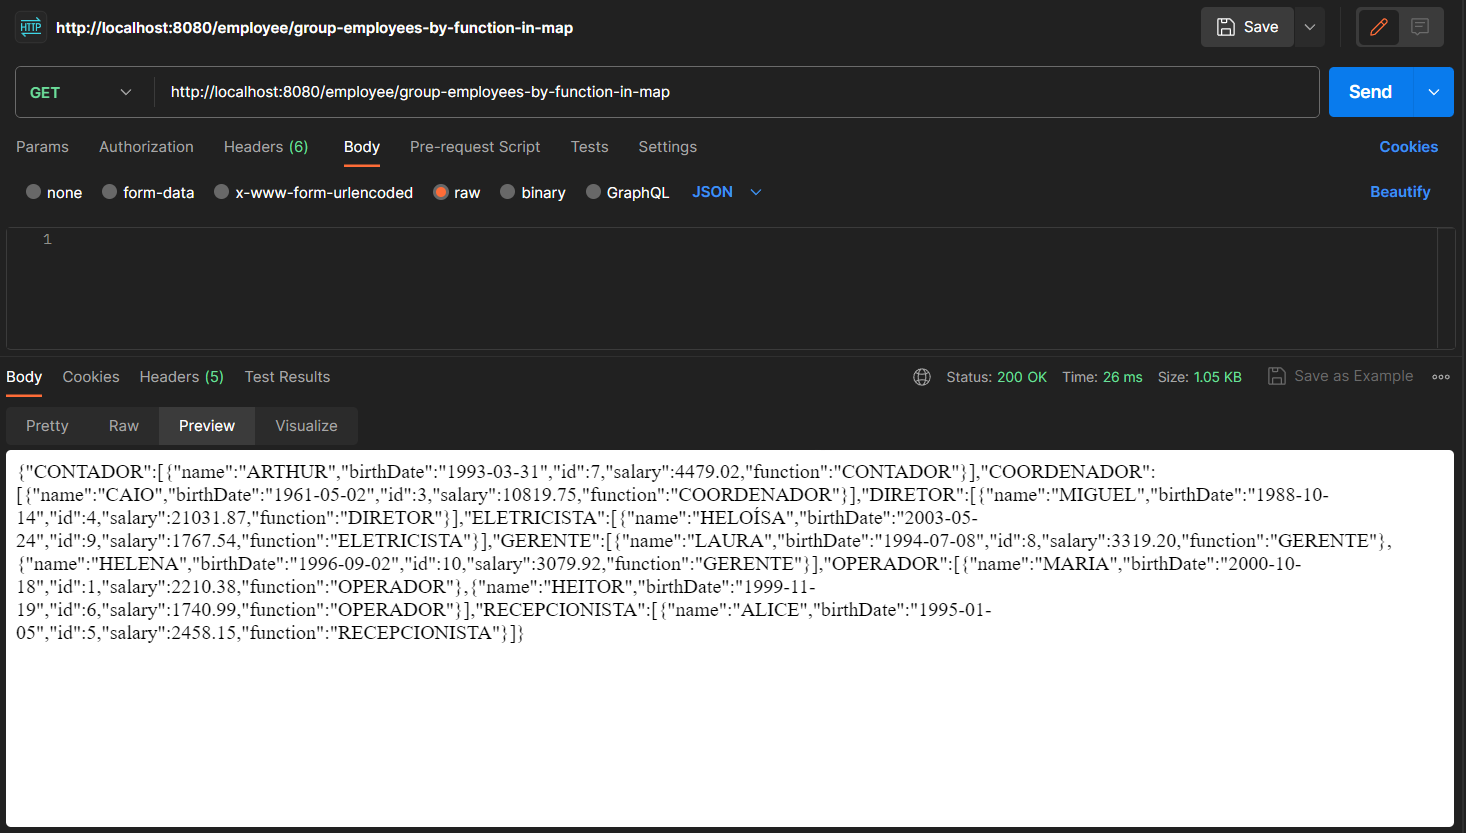 HTTP http://localhost:8080/employee/group-employees-by-function-in-map Save
GET http://localhost:8080/employee/group-employees-by-function-in-map Send
Params Authorization Headers (6) Body Pre-request Script Tests Settings Cookies
none form-data x-www-form-urlencoded raw binary GraphQL JSON Beautify
1
Body Cookies Headers (5) Test Results Status: 200 OK Time: 26 ms Size: 1.05 KB Save as Example
Pretty Raw Preview Visualize
{"CONTADOR":[{"name":"ARTHUR","birthDate":"1993-03-31","id":7,"salary":4479.02,"function":"CONTADOR"}],"COORDENADOR":
[{"name":"CAIO","birthDate":"1961-05-02","id":3,"salary":10819.75,"function":"COORDENADOR"}],"DIRETOR":[{"name":"MIGUEL","birthDate":"1988-10-
14","id":4,"salary":21031.87,"function":"DIRETOR"}],"ELETRICISTA":[{"name":"HELOÍSA","birthDate":"2003-05-
24","id":9,"salary":1767.54,"function":"ELETRICISTA"}],"GERENTE":[{"name":"LAURA","birthDate":"1994-07-08","id":8,"salary":3319.20,"function":"GERENTE"},
{"name":"HELENA","birthDate":"1996-09-02","id":10,"salary":3079.92,"function":"GERENTE"}],"OPERADOR":[{"name":"MARIA","birthDate":"2000-10-
18","id":1,"salary":2210.38,"function":"OPERADOR"},{"name":"HEITOR","birthDate":"1999-11-
19","id":6,"salary":1740.99,"function":"OPERADOR"}],"RECEPCIONISTA":[{"name":"ALICE","birthDate":"1995-01-
05","id":5,"salary":2458.15,"function":"RECEPCIONISTA"}]}